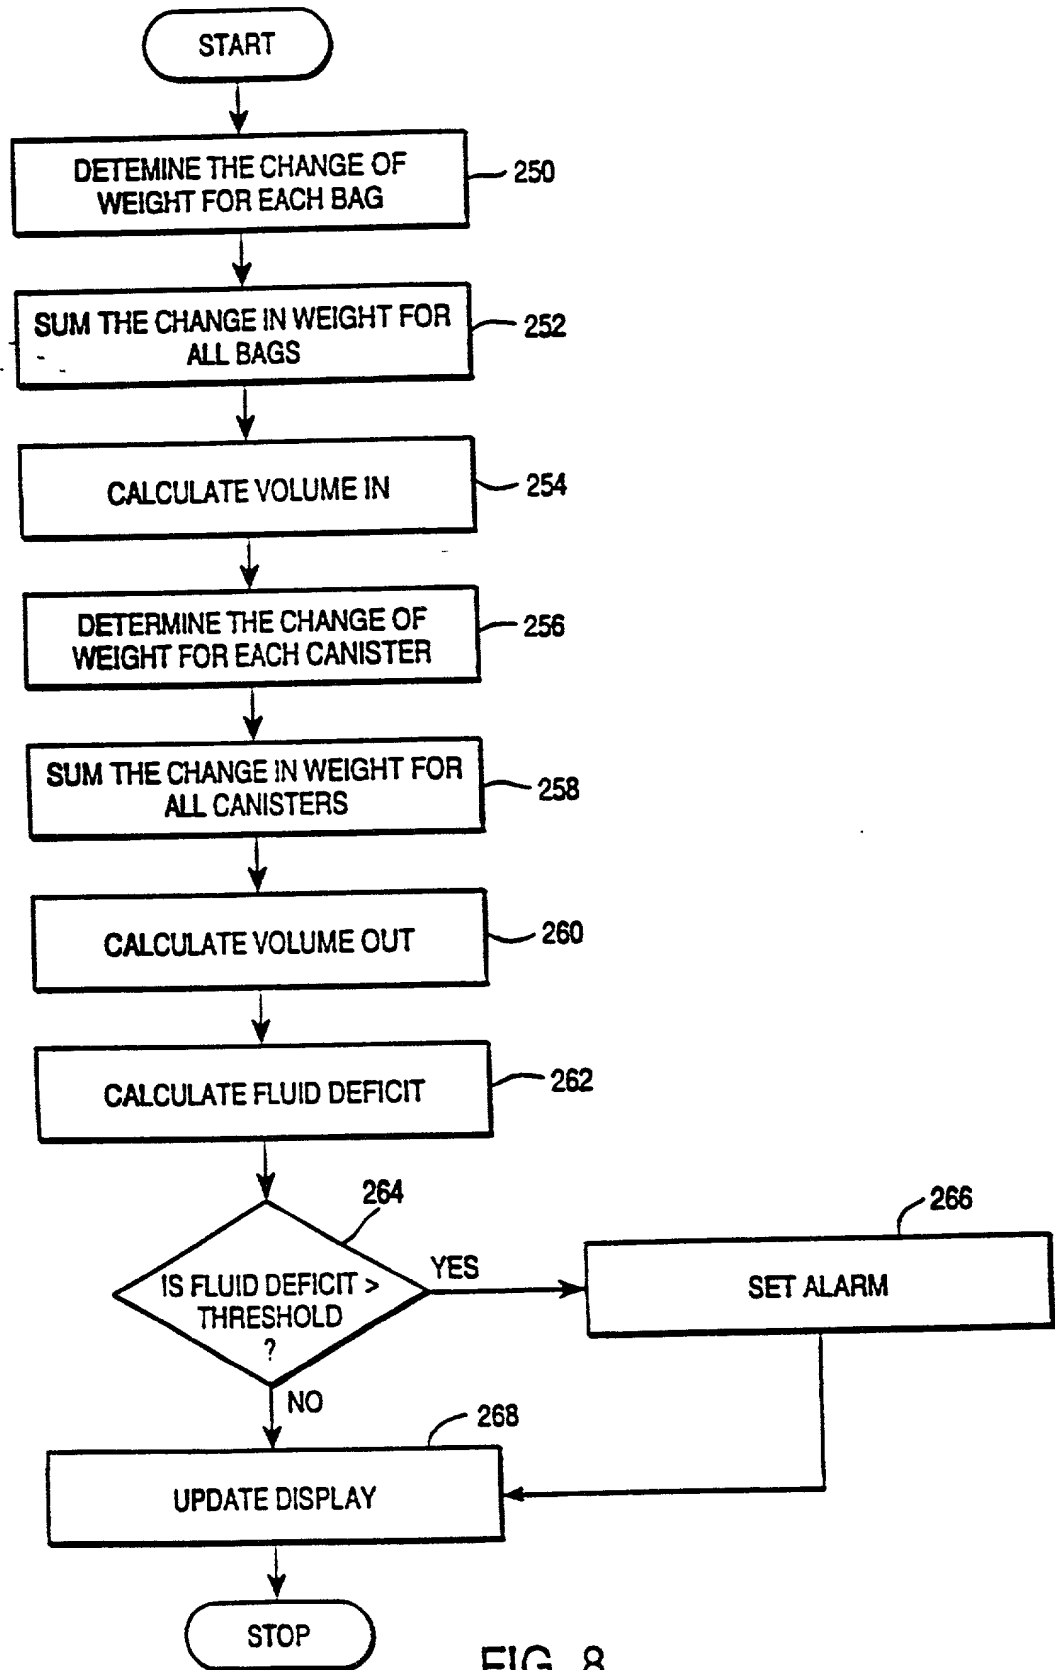 START
DETEMINE THE CHANGE OF
WEIGHT FOR EACH BAG
250
SUM THE CHANGE IN WEIGHT FOR
ALL BAGS
252
CALCULATE VOLUME IN
254
DETERMINE THE CHANGE OF
WEIGHT FOR EACH CANISTER
256
SUM THE CHANGE IN WEIGHT FOR
ALL CANISTERS
258
CALCULATE VOLUME OUT
260
CALCULATE FLUID DEFICIT
262
264
IS FLUID DEFICIT >
THRESHOLD
?
YES
266
SET ALARM
NO
268
UPDATE DISPLAY
STOP
FIG. 8